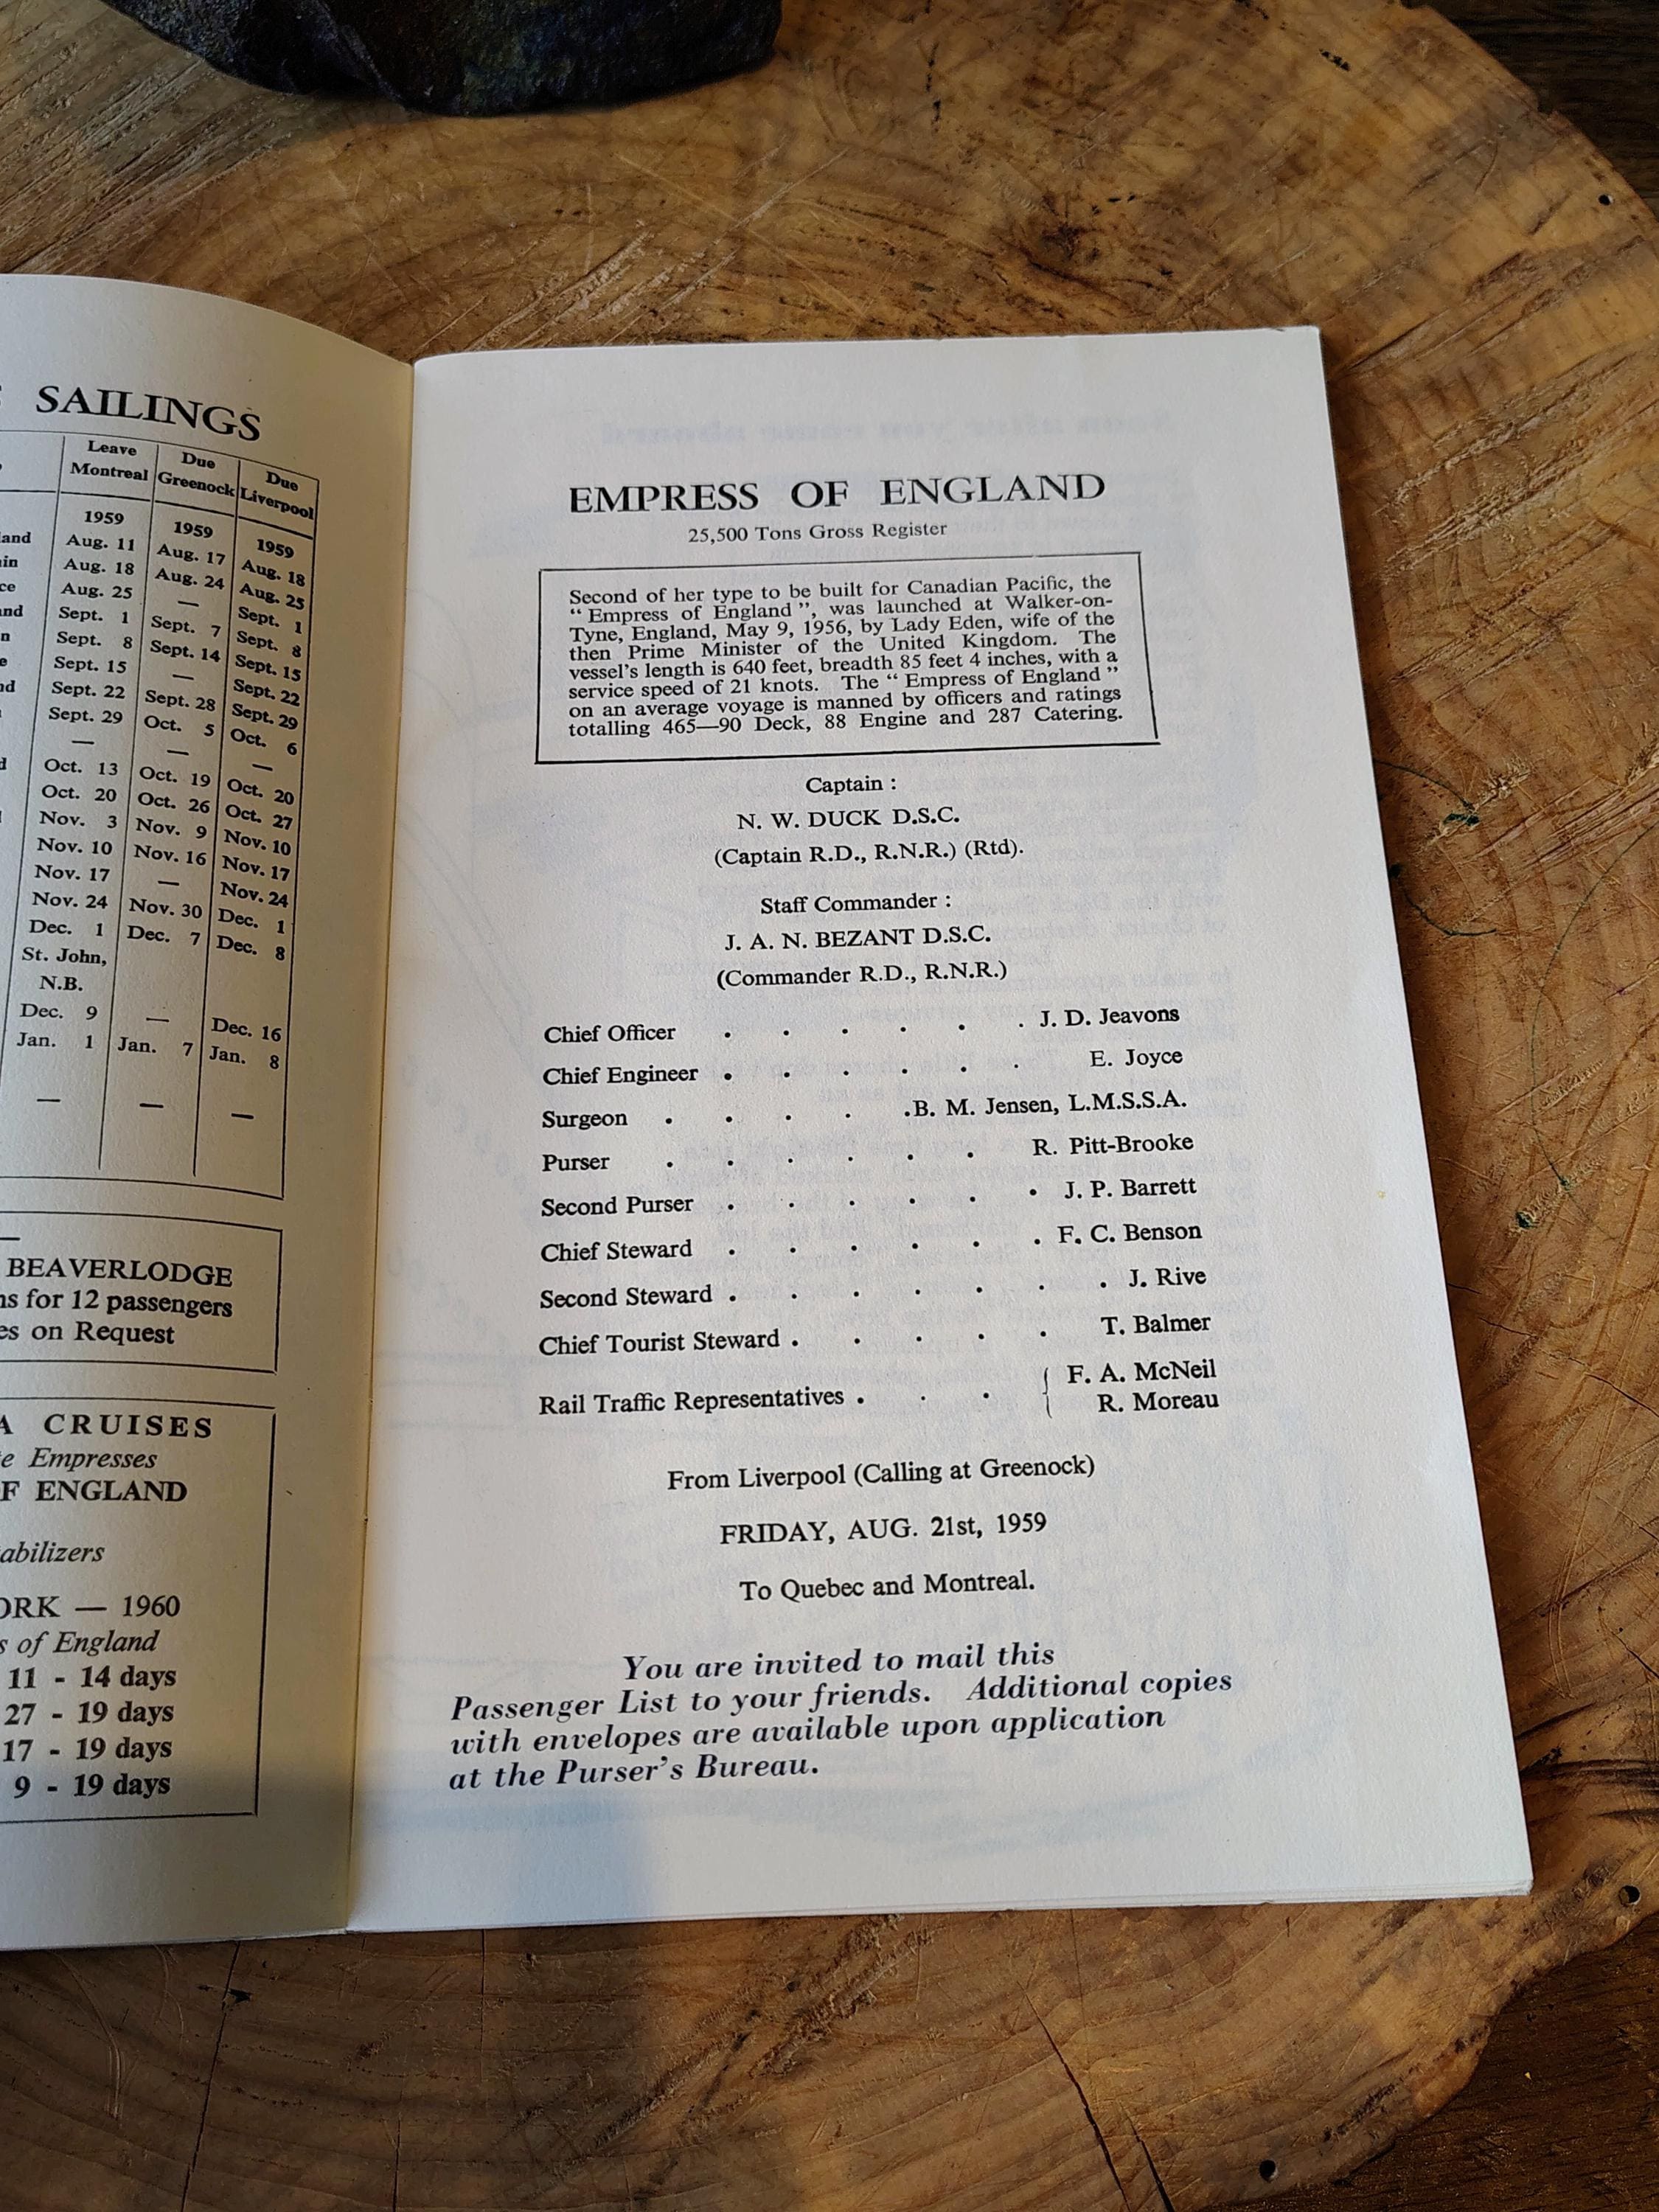 SAILINGS
Leave Due Due
Montreal Greenock Liverpool
1959 1959 1959
Aug. 11 Aug. 17 Aug. 18
Aug. 18 Aug. 24 Aug. 25
Aug. 25 — Sept. 1
Sept. 1 Sept. 7 Sept. 8
Sept. 8 Sept. 14 Sept. 15
Sept. 15 — Sept. 22
Sept. 22 Sept. 28 Sept. 29
Sept. 29 Oct. 5 Oct. 6
— — —
Oct. 13 Oct. 19 Oct. 20
Oct. 20 Oct. 26 Oct. 27
Nov. 3 Nov. 9 Nov. 10
Nov. 10 Nov. 16 Nov. 17
Nov. 17 — Nov. 24
Nov. 24 Nov. 30 Dec. 1
Dec. 1 Dec. 7 Dec. 8
St. John,
N.B.
Dec. 9 — Dec. 16
Jan. 1 Jan. 7 Jan. 8
— — —
BEAVERLODGE
for 12 passengers
on Request
CRUISES
Empresses
ENGLAND
— 1960
of England
11 - 14 days
27 - 19 days
17 - 19 days
9 - 19 days
EMPRESS OF ENGLAND
25,500 Tons Gross Register
Second of her type to be built for Canadian Pacific, the
“ Empress of England ”, was launched at Walker-on-
Tyne, England, May 9, 1956, by Lady Eden, wife of the
then Prime Minister of the United Kingdom. The
vessel's length is 640 feet, breadth 85 feet 4 inches, with a
service speed of 21 knots. The “ Empress of England ”
on an average voyage is manned by officers and ratings
totalling 465—90 Deck, 88 Engine and 287 Catering.
Captain :
N. W. DUCK D.S.C.
(Captain R.D., R.N.R.) (Rtd).
Staff Commander :
J. A. N. BEZANT D.S.C.
(Commander R.D., R.N.R.)
Chief Officer . . . . . . J. D. Jeavons
Chief Engineer . . . . . . E. Joyce
Surgeon . . . . . B. M. Jensen, L.M.S.S.A.
Purser . . . . . . R. Pitt-Brooke
Second Purser . . . . . . J. P. Barrett
Chief Steward . . . . . . F. C. Benson
Second Steward . . . . . . . J. Rive
Chief Tourist Steward . . . . . T. Balmer
Rail Traffic Representatives . . . { F. A. McNeil
R. Moreau
From Liverpool (Calling at Greenock)
FRIDAY, AUG. 21st, 1959
To Quebec and Montreal.
You are invited to mail this
Passenger List to your friends. Additional copies
with envelopes are available upon application
at the Purser's Bureau.